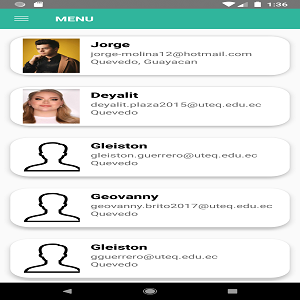 1:36
MENU
Jorge
jorge-molina12@hotmail.com
Quevedo, Guayacan
Deyalit
deyalit.plaza2015@uteq.edu.ec
Quevedo
Gleiston
gleiston.guerrero@uteq.edu.ec
Quevedo
Geovanny
geovanny.brito2017@uteq.edu.ec
Quevedo
Gleiston
gguerrero@uteq.edu.ec
Quevedo